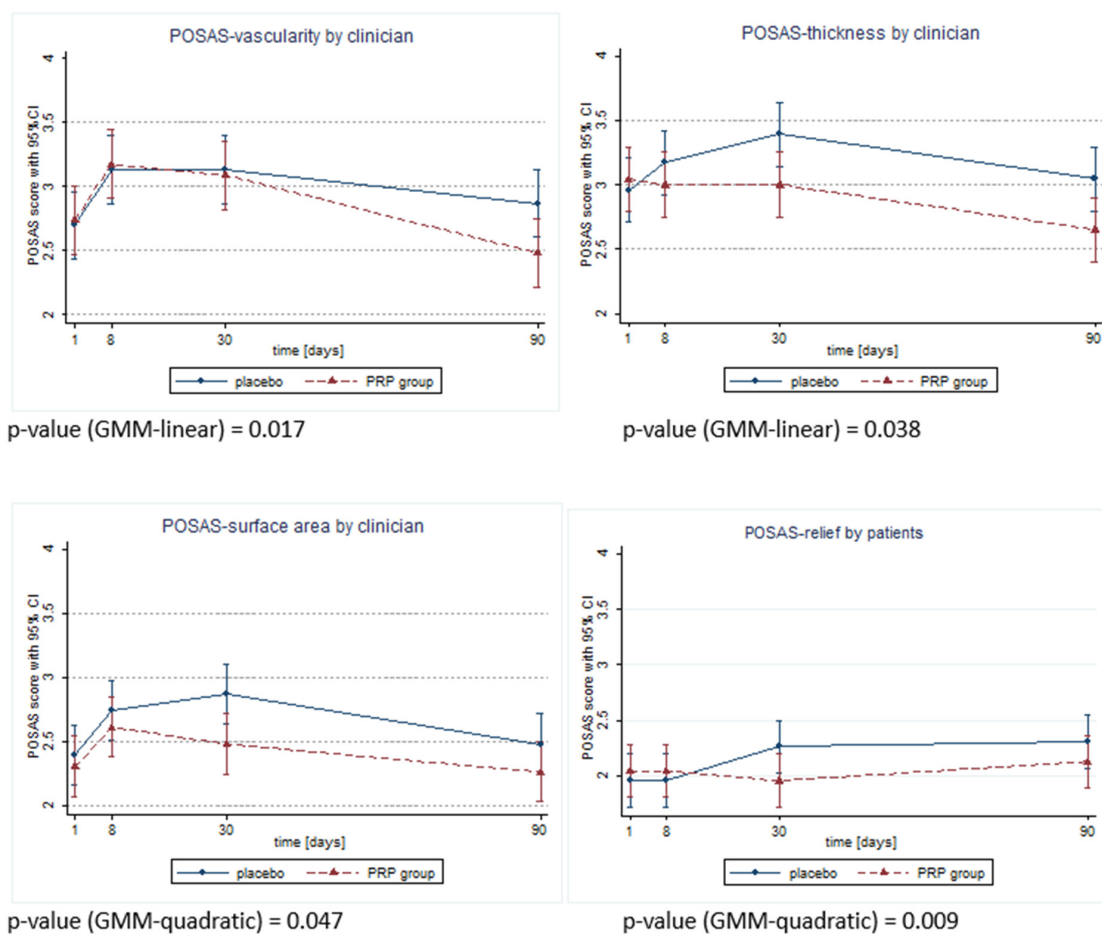 POSAS-vascularity by clinician
POSAS score with 95% CI
4
3.5
3
2.5
2
1 8 30 90
time [days]
placebo PRP group
p-value (GMM-linear) = 0.017
POSAS-thickness by clinician
POSAS score with 95% CI
4
3.5
3
2.5
2
1 8 30 90
time [days]
placebo PRP group
p-value (GMM-linear) = 0.038
POSAS-surface area by clinician
POSAS score with 95% CI
4
3.5
3
2.5
2
1 8 30 90
time [days]
placebo PRP group
p-value (GMM-quadratic) = 0.047
POSAS-relief by patients
POSAS score with 95% CI
4
3.5
3
2.5
2
1 8 30 90
time [days]
placebo PRP group
p-value (GMM-quadratic) = 0.009